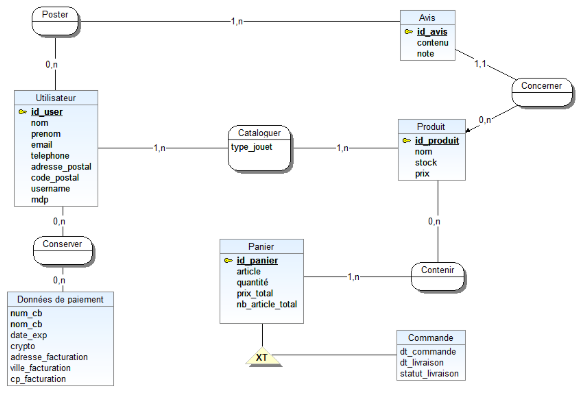 Poster
1,n
Avis
id_avis
contenu
note
0,n
1,1
Concerner
Utilisateur
id_user
nom
prenom
email
telephone
adresse_postal
code_postal
username
mdp
1,n
Cataloquer
type_jouet
1,n
0,n
Produit
id_produit
nom
stock
prix
0,n
Conserver
0,n
0,n
Panier
id_panier
article
quantité
prix_total
nb_article_total
1,n
Contenir
Données de paiement
num_cb
nom_cb
date_exp
crypto
adresse_facturation
ville_facturation
cp_facturation
XT
Commande
dt_commande
dt_livraison
statut_livraison